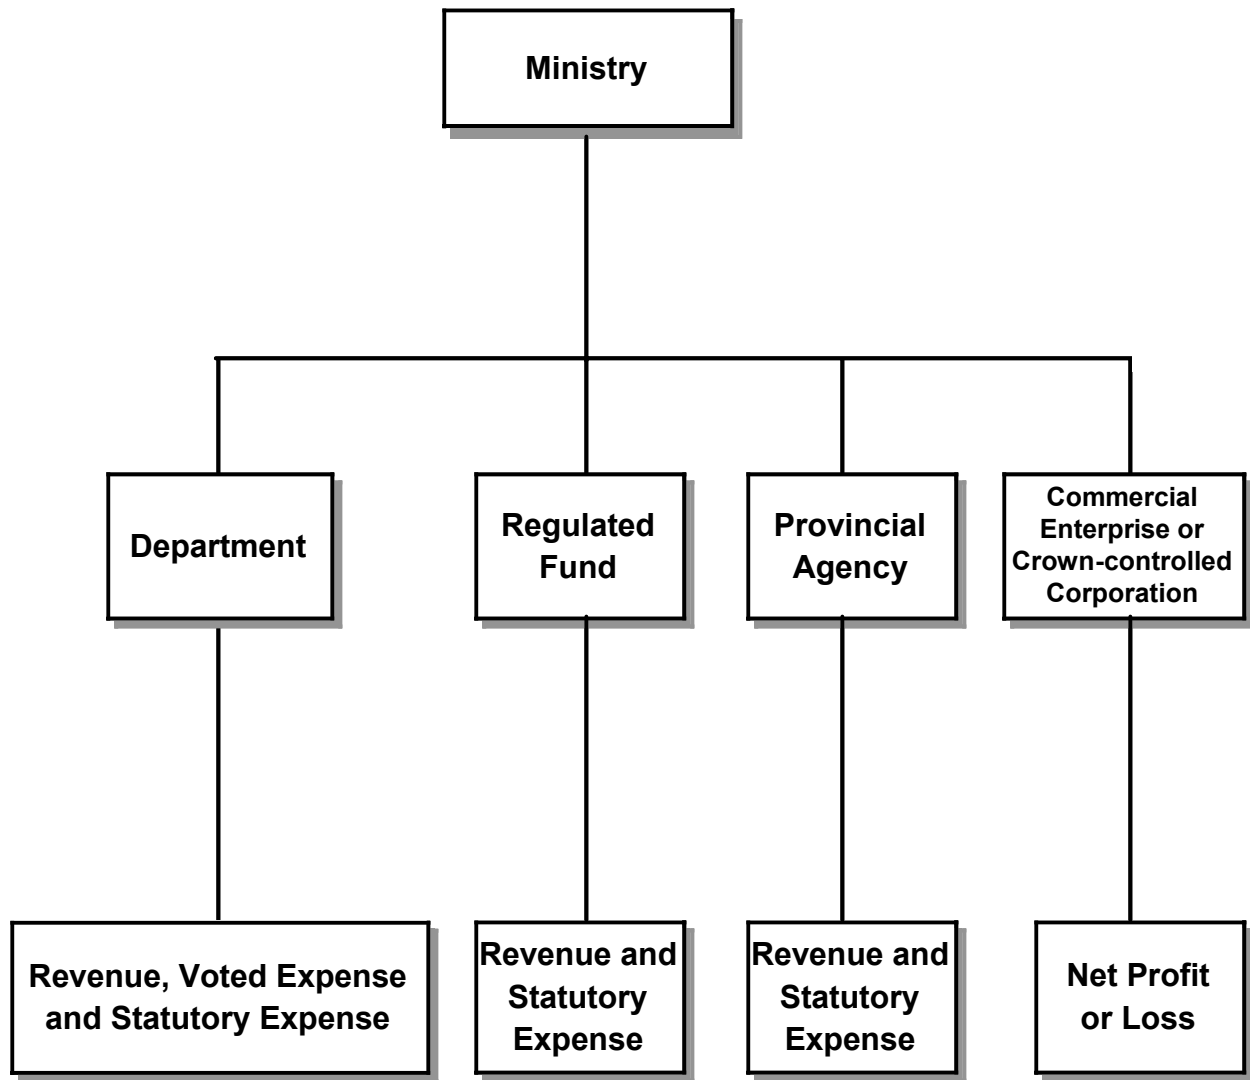 Ministry
Department
Regulated
Fund
Provincial
Agency
Commercial
Enterprise or
Crown-controlled
Corporation
Revenue, Voted Expense
and Statutory Expense
Revenue and
Statutory
Expense
Revenue and
Statutory
Expense
Net Profit
or Loss